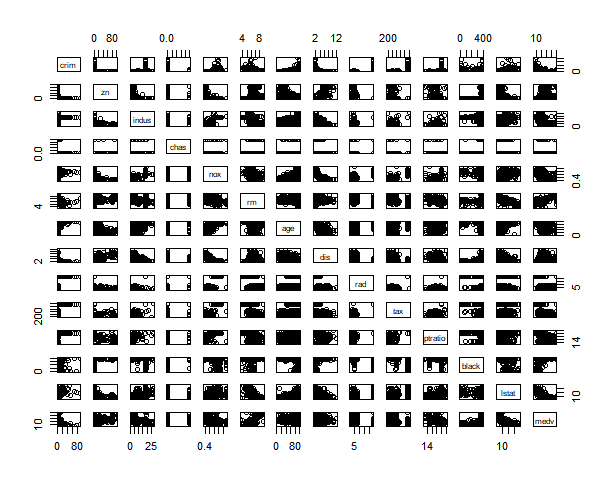 0 80 0.0 4 8 2 12 200 0 400 10
crim 0
0 zn
indus 0
0.0 chas
nox 0.4
4 rm
age 0
2 dis
rad 5
200 tax
ptratio 14
0 black
lstat 10
10 medv
0 80 0 25 0.4 0 80 5 14 10